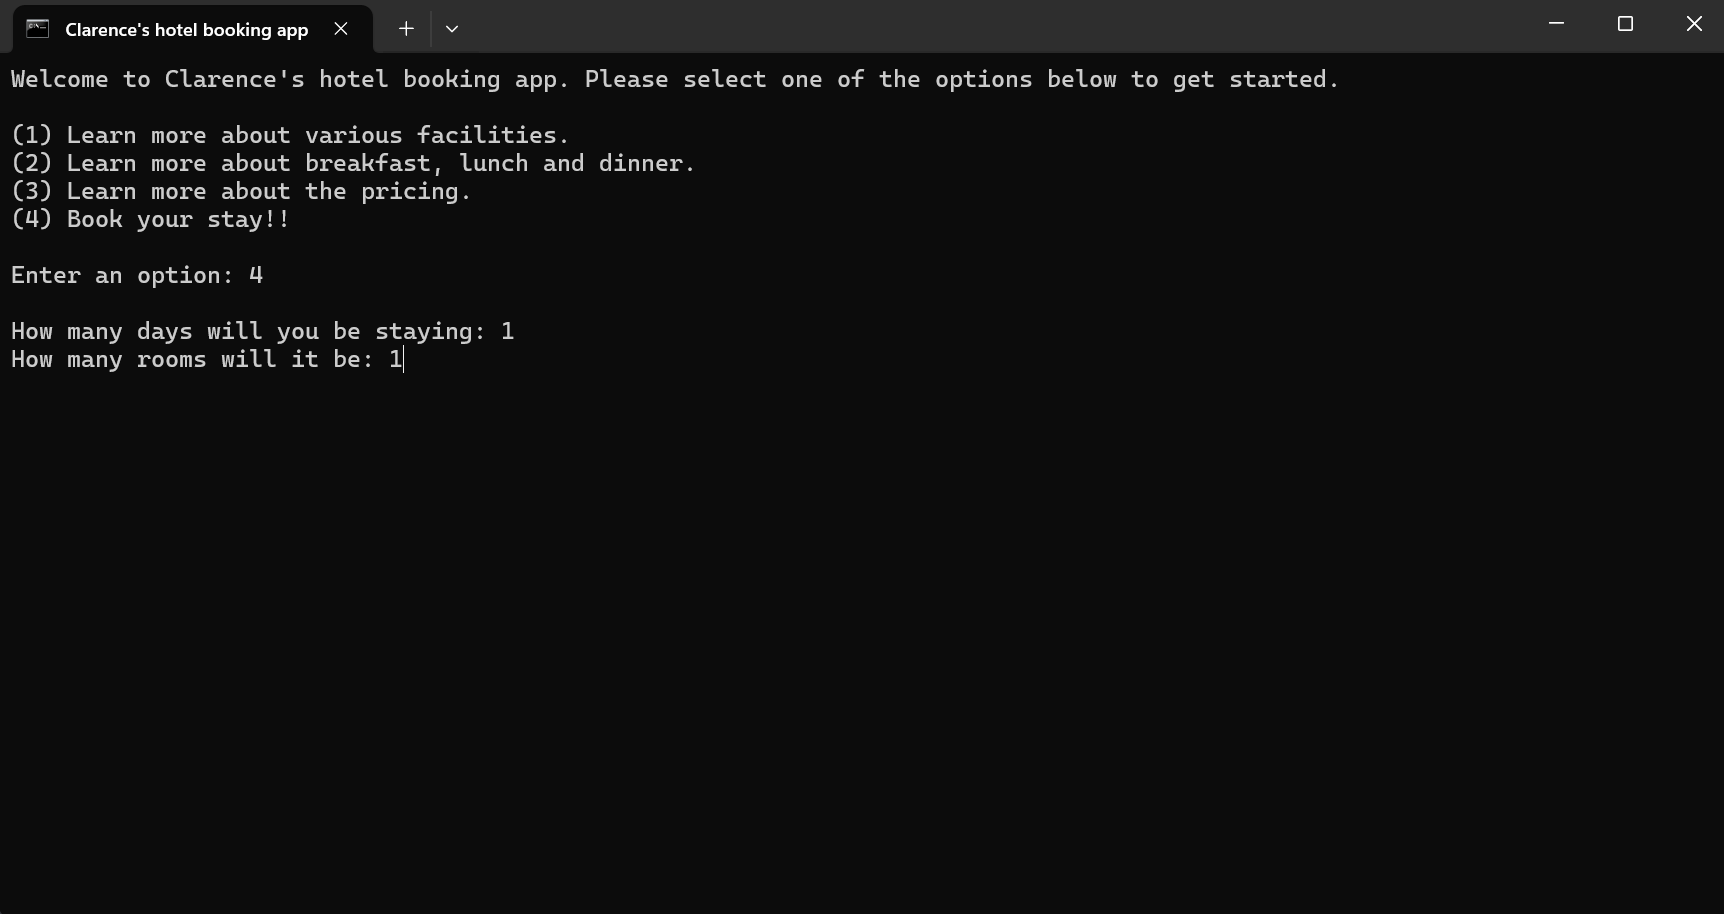 Clarence's hotel booking app
Welcome to Clarence's hotel booking app. Please select one of the options below to get started.
(1) Learn more about various facilities.
(2) Learn more about breakfast, lunch and dinner.
(3) Learn more about the pricing.
(4) Book your stay!!
Enter an option: 4
How many days will you be staying: 1
How many rooms will it be: 1